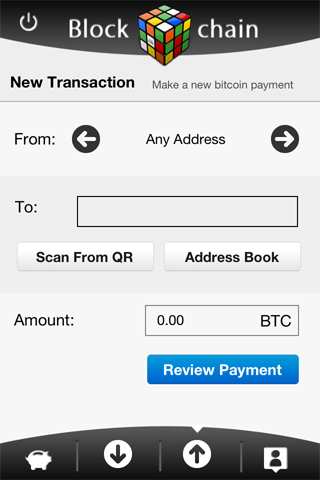 Block chain
New Transaction Make a new bitcoin payment
From: Any Address
To:
Scan From QR Address Book
Amount: 0.00 BTC
Review Payment